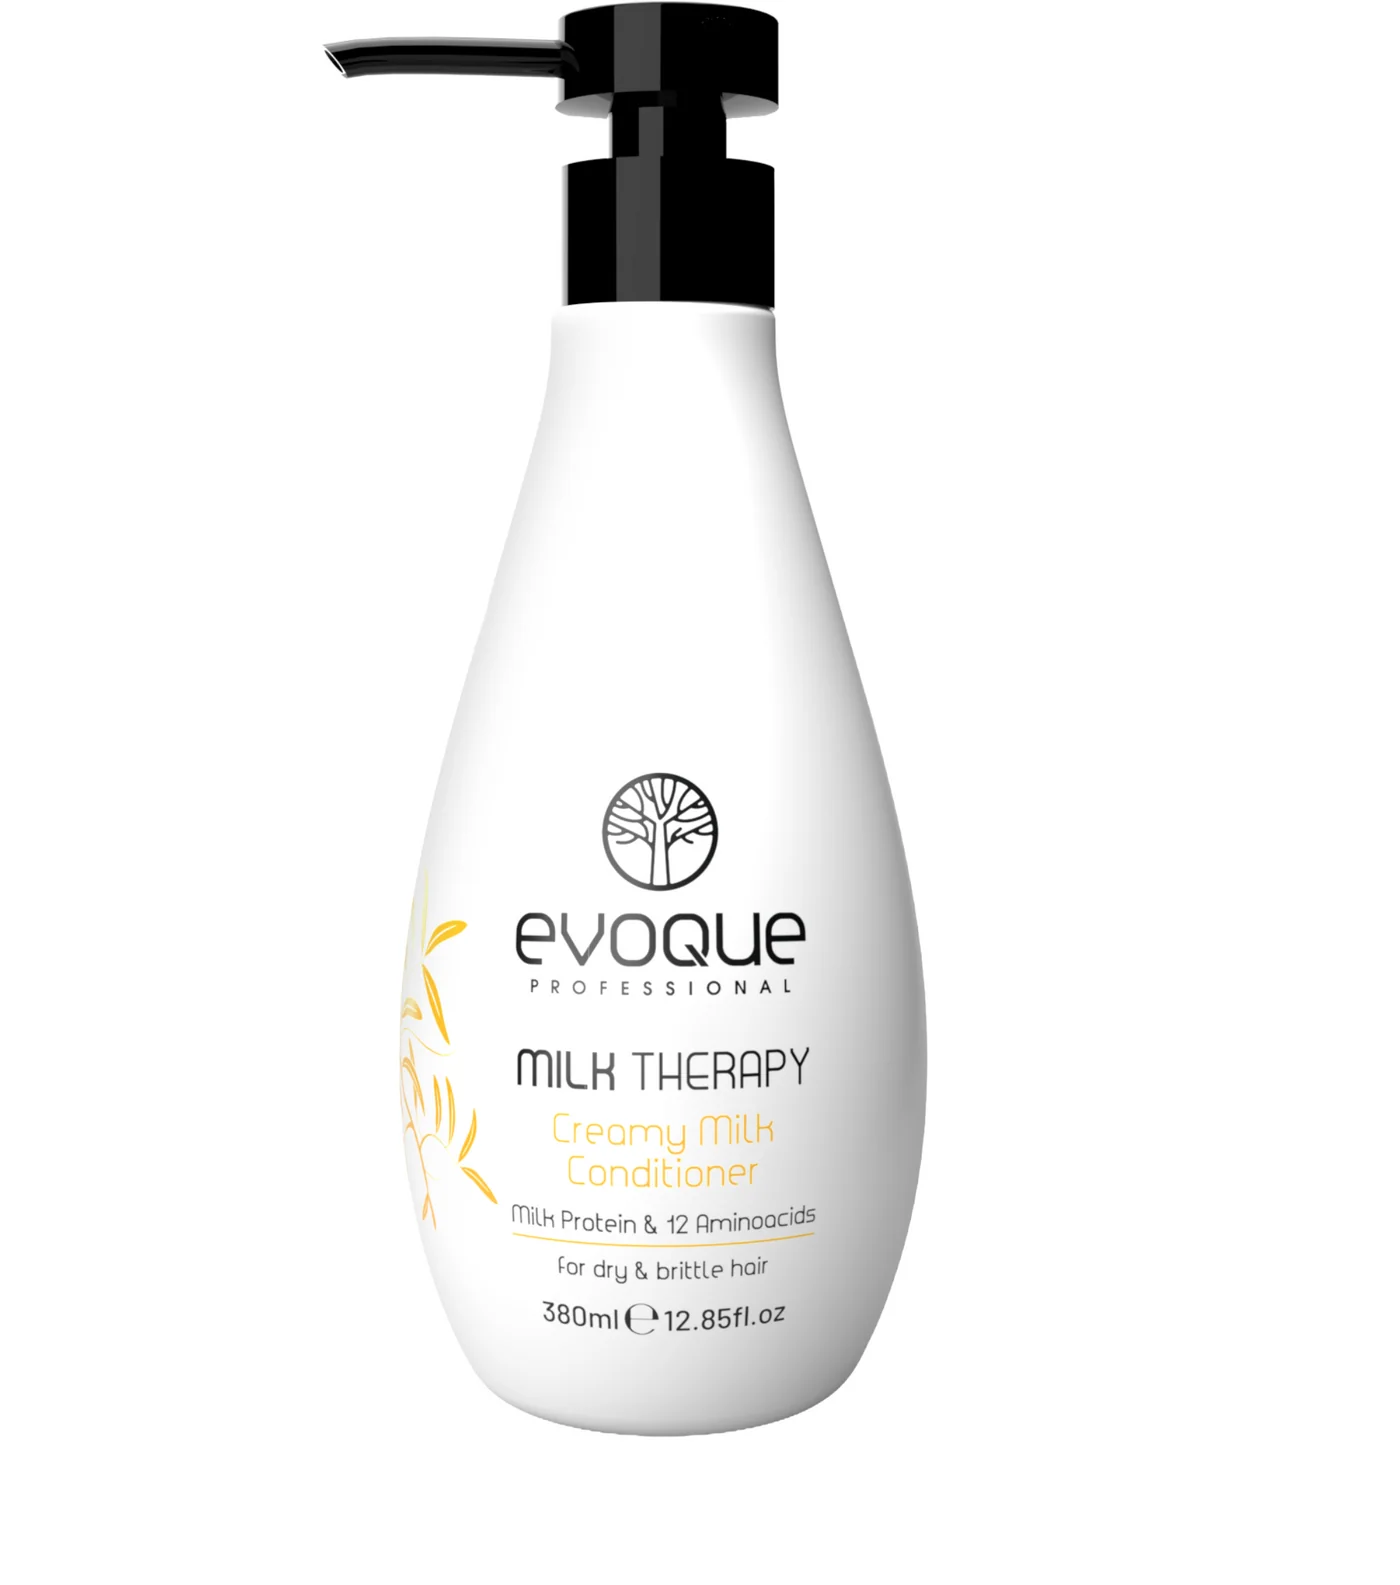 evoque
PROFESSIONAL
MILK THERAPY
Creamy Milk
Conditioner
Milk Protein & 12 Aminoacids
for dry & brittle hair
380ml e 12.85fl.oz